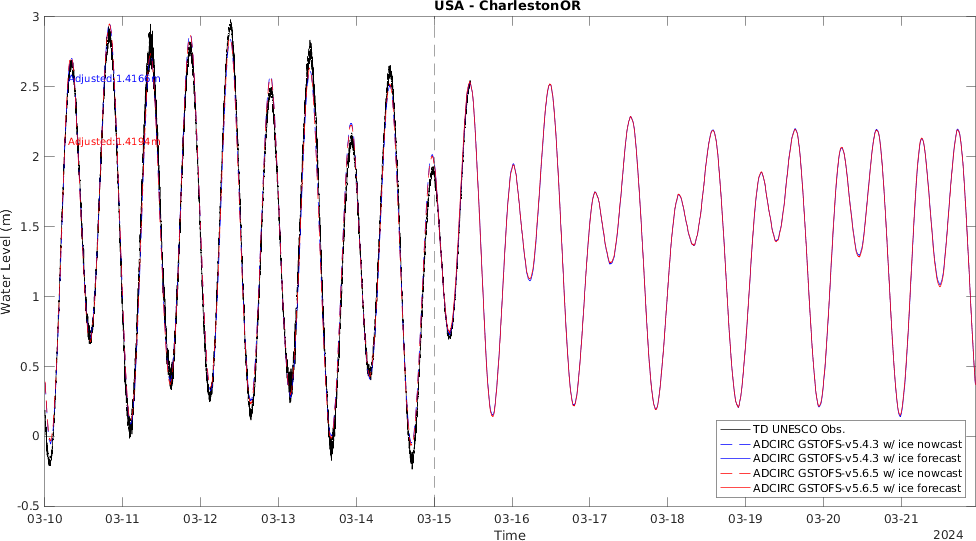 USA - CharlestonOR
3
2.5
2
1.5
1
0.5
0
-0.5
Water Level (m)
Adjusted:1.4166m
Adjusted:1.4194m
TD UNESCO Obs.
ADCIRC GSTOFS-v5.4.3 w/ ice nowcast
ADCIRC GSTOFS-v5.4.3 w/ ice forecast
ADCIRC GSTOFS-v5.6.5 w/ ice nowcast
ADCIRC GSTOFS-v5.6.5 w/ ice forecast
03-10 03-11 03-12 03-13 03-14 03-15 03-16 03-17 03-18 03-19 03-20 03-21
Time
2024